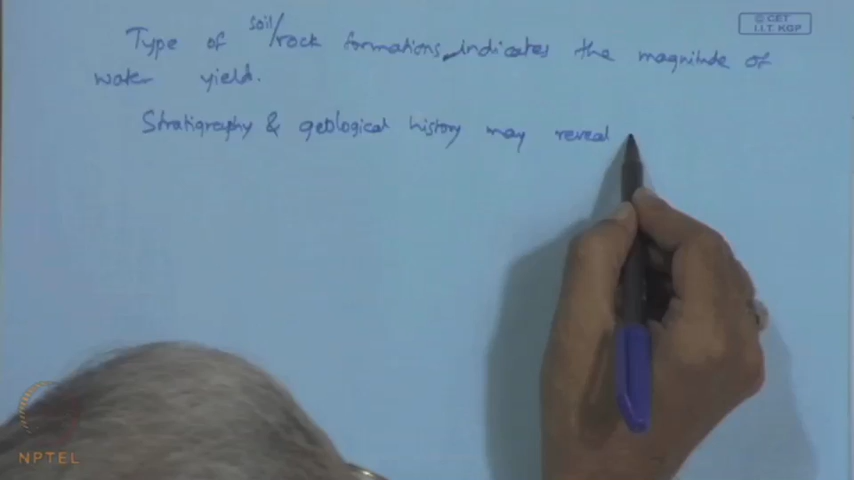 Type of soil/rock formations indicates the magnitude of
water yield.
Stratigraphy & geological history may reveal
© CET
I.I.T. KGP
NPTEL